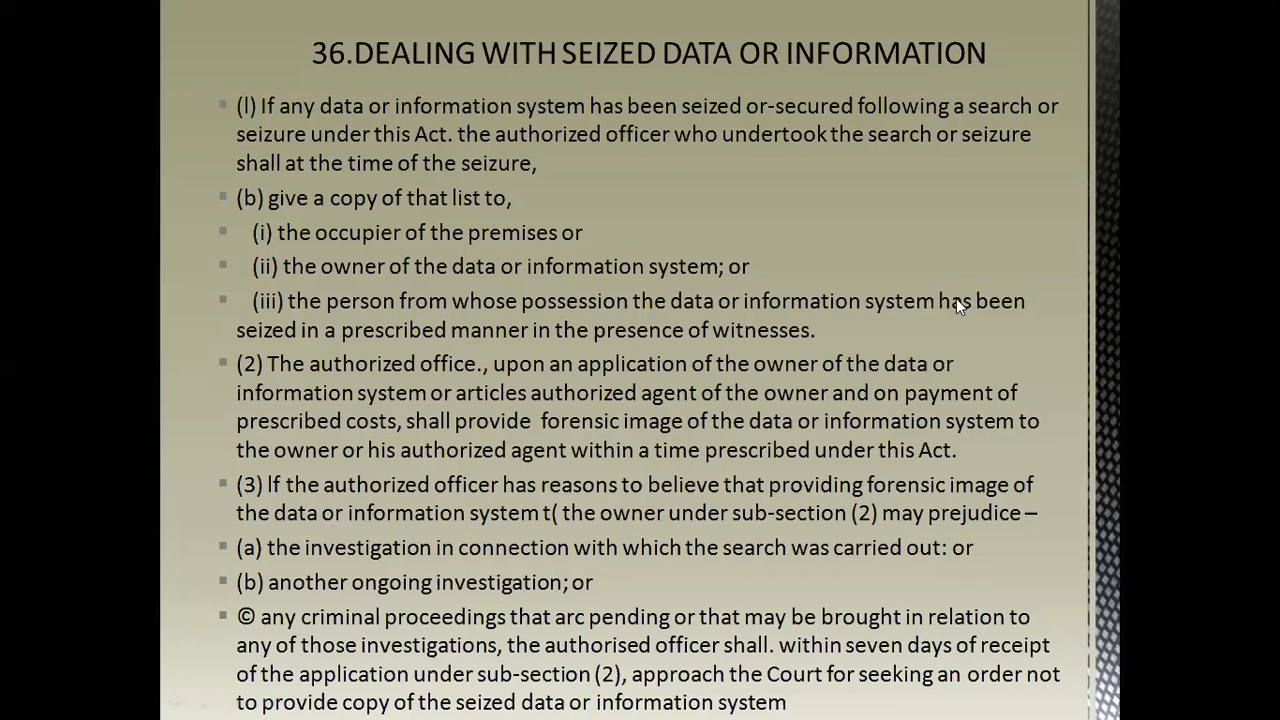 36.DEALING WITH SEIZED DATA OR INFORMATION
(l) If any data or information system has been seized or-secured following a search or
seizure under this Act. the authorized officer who undertook the search or seizure
shall at the time of the seizure,
(b) give a copy of that list to,
(i) the occupier of the premises or
(ii) the owner of the data or information system; or
(iii) the person from whose possession the data or information system has been
seized in a prescribed manner in the presence of witnesses.
(2) The authorized office., upon an application of the owner of the data or
information system or articles authorized agent of the owner and on payment of
prescribed costs, shall provide forensic image of the data or information system to
the owner or his authorized agent within a time prescribed under this Act.
(3) lf the authorized officer has reasons to believe that providing forensic image of
the data or information system t( the owner under sub-section (2) may prejudice –
(a) the investigation in connection with which the search was carried out: or
(b) another ongoing investigation; or
© any criminal proceedings that arc pending or that may be brought in relation to
any of those investigations, the authorised officer shall. within seven days of receipt
of the application under sub-section (2), approach the Court for seeking an order not
to provide copy of the seized data or information system